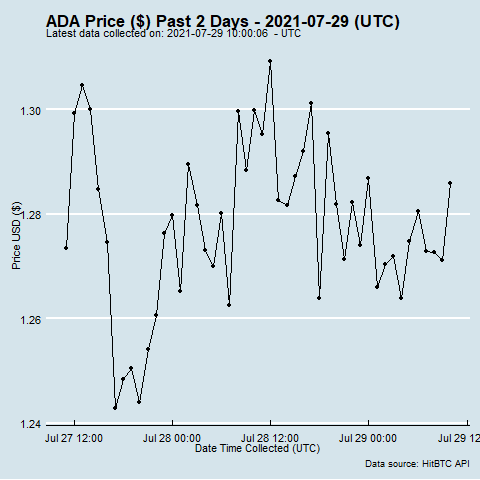 ADA Price ($) Past 2 Days - 2021-07-29 (UTC)
Latest data collected on: 2021-07-29 10:00:06 - UTC
1.30
1.28
1.26
1.24
Price USD ($)
Jul 27 12:00 Jul 28 00:00 Jul 28 12:00 Jul 29 00:00 Jul 29 12
Date Time Collected (UTC)
Data source: HitBTC API